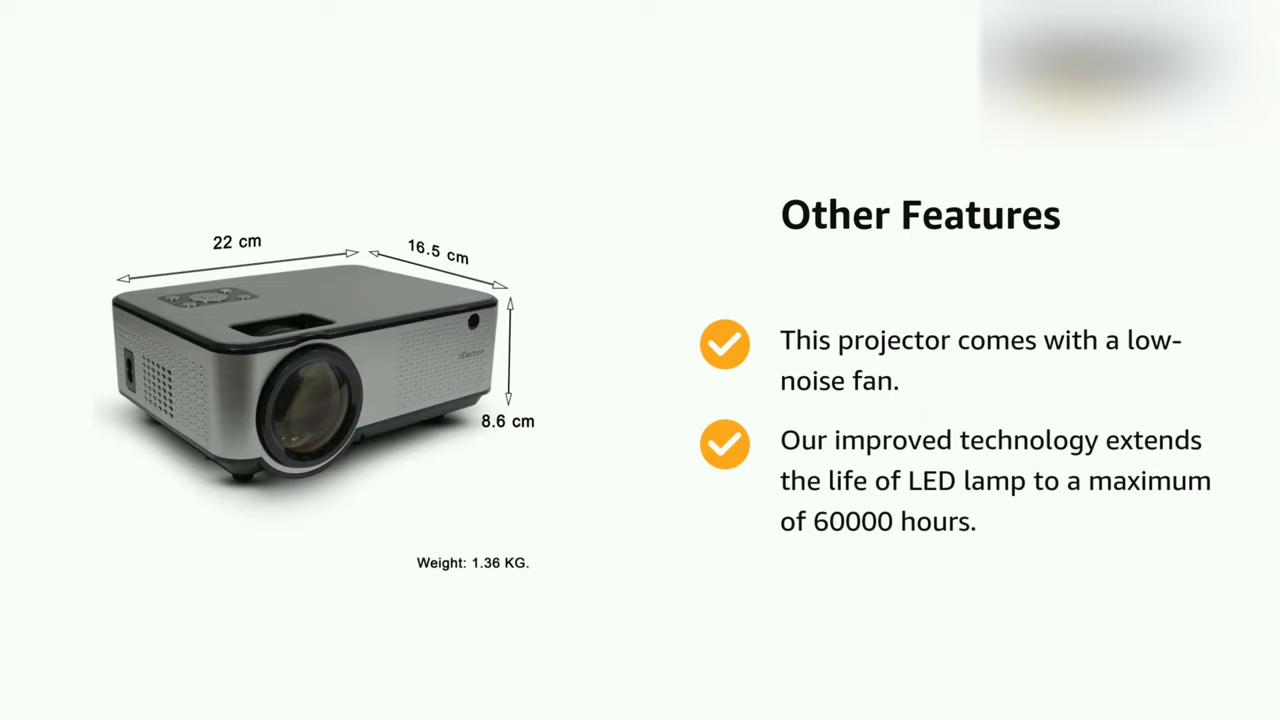 Other Features
22 cm
16.5 cm
This projector comes with a low-
noise fan.
Electron
8.6 cm
Our improved technology extends
the life of LED lamp to a maximum
of 60000 hours.
Weight: 1.36 KG.